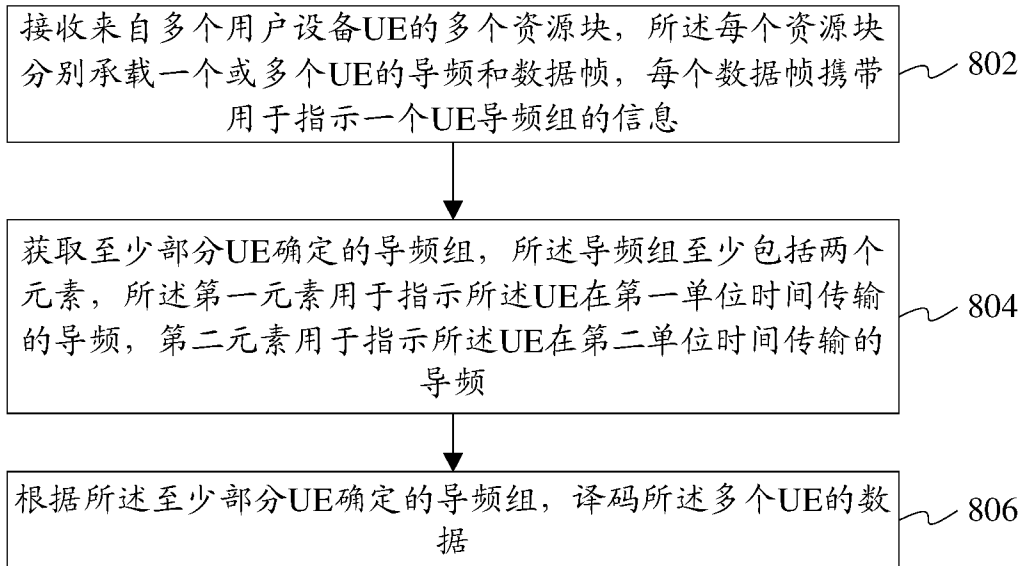 接收来自多个用户设备UE的多个资源块，所述每个资源块
分别承载一个或多个UE的导频和数据帧，每个数据帧携带
用于指示一个UE导频组的信息
802
获取至少部分UE确定的导频组，所述导频组至少包括两个
元素，所述第一元素用于指示所述UE在第一单位时间传输
的导频，第二元素用于指示所述UE在第二单位时间传输的
导频
804
根据所述至少部分UE确定的导频组，译码所述多个UE的数
据
806